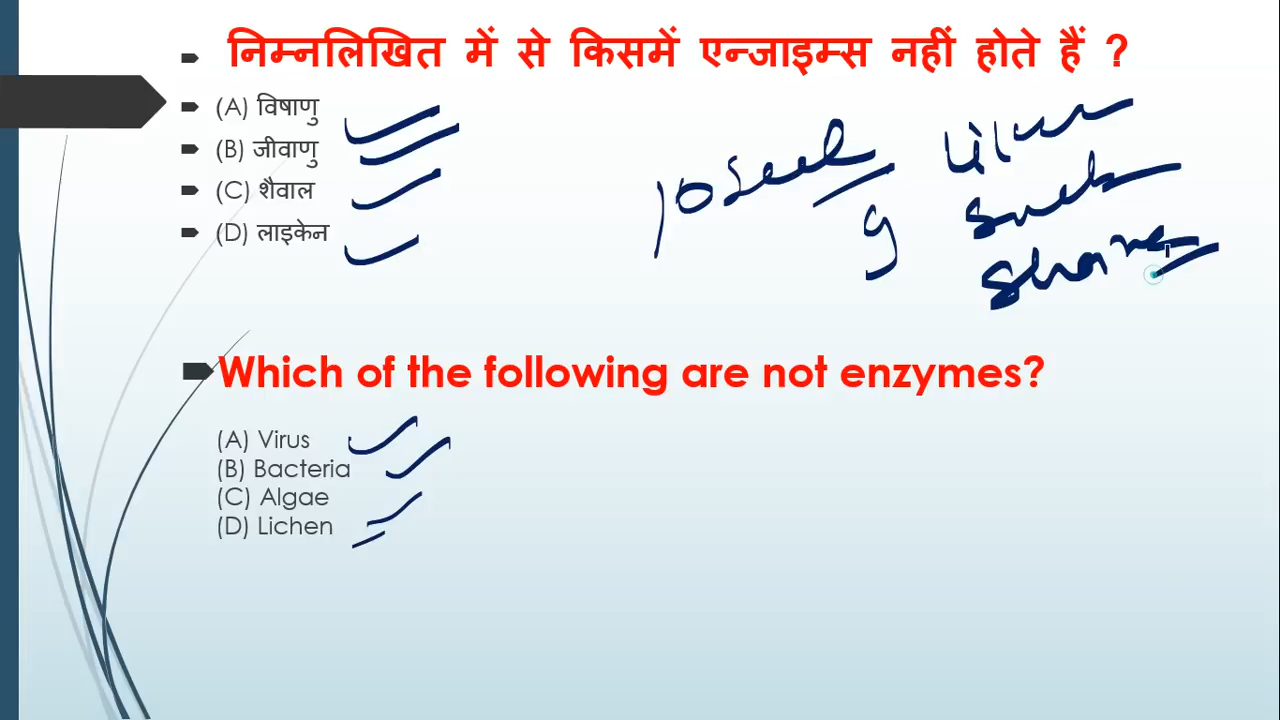 निम्नलिखित में से किसमें एन्जाइम्स नहीं होते हैं ?
(A) विषाणु
(B) जीवाणु
(C) शैवाल
(D) लाइकेन
Which of the following are not enzymes?
(A) Virus
(B) Bacteria
(C) Algae
(D) Lichen